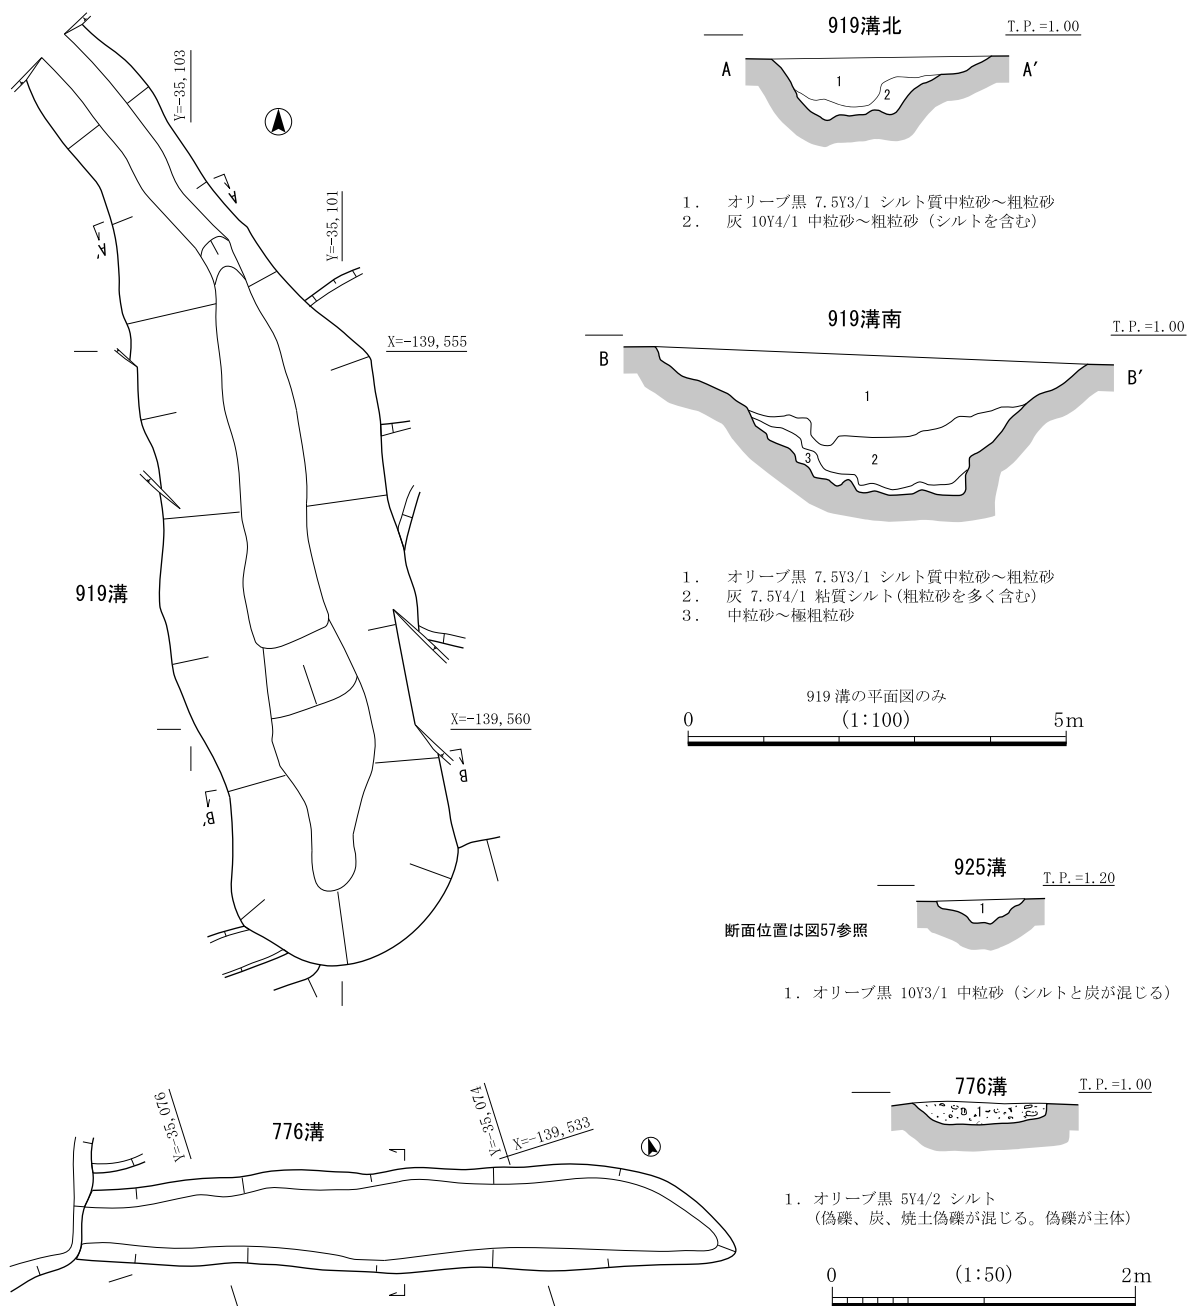 919溝北
T.P.=1.00
A
A′
1
2
1. オリーブ黒 7.5Y3/1 シルト質中粒砂～粗粒砂
2. 灰 10Y4/1 中粒砂～粗粒砂（シルトを含む）
Y=-35,103
Y=-35,101
A
A′
X=-139,555
919溝
X=-139,560
B
B′
919溝南
T.P.=1.00
B
B′
1
2
3
1. オリーブ黒 7.5Y3/1 シルト質中粒砂～粗粒砂
2. 灰 7.5Y4/1 粘質シルト(粗粒砂を多く含む)
3. 中粒砂～極粗粒砂
919溝の平面図のみ
0 (1:100) 5m
925溝
T.P.=1.20
1
断面位置は図57参照
1. オリーブ黒 10Y3/1 中粒砂（シルトと炭が混じる）
776溝
T.P.=1.00
1
1. オリーブ黒 5Y4/2 シルト
(偽礫、炭、焼土偽礫が混じる。偽礫が主体)
0 (1:50) 2m
Y=-35,076
776溝
Y=-35,074
X=-139,533